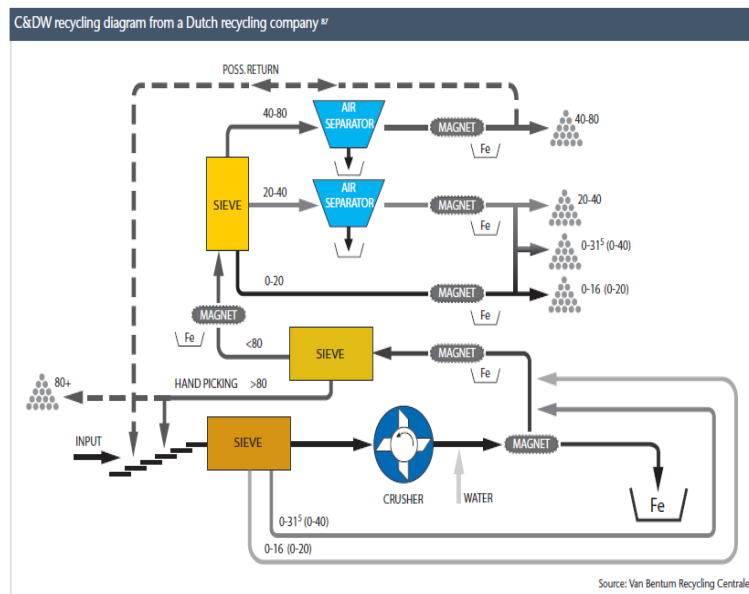 C&DW recycling diagram from a Dutch recycling company 87
POSS. RETURN
40-80
AIR
SEPARATOR
MAGNET
Fe
40-80
SIEVE
20-40
AIR
SEPARATOR
MAGNET
Fe
20-40
0-31⁵ (0-40)
0-20
MAGNET
Fe
0-16 (0-20)
MAGNET
Fe
<80
SIEVE
MAGNET
Fe
80+
HAND PICKING >80
INPUT
SIEVE
CRUSHER
WATER
MAGNET
Fe
0-31⁵ (0-40)
0-16 (0-20)
Source: Van Bentum Recycling Centrale